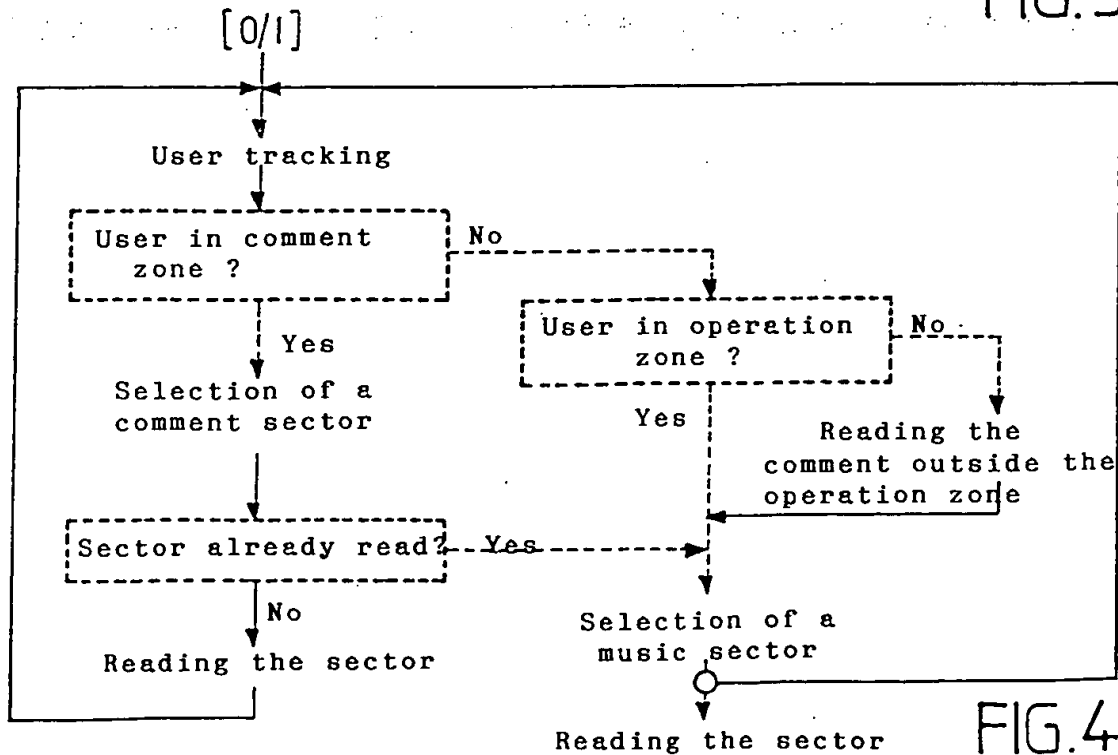 FIG.3
[0/1]
User tracking
User in comment
zone ?
No
User in operation
zone ?
No
Yes
Selection of a
comment sector
Yes
Reading the
comment outside the
operation zone
Sector already read?
Yes
No
Selection of a
music sector
Reading the sector
Reading the sector
FIG.4